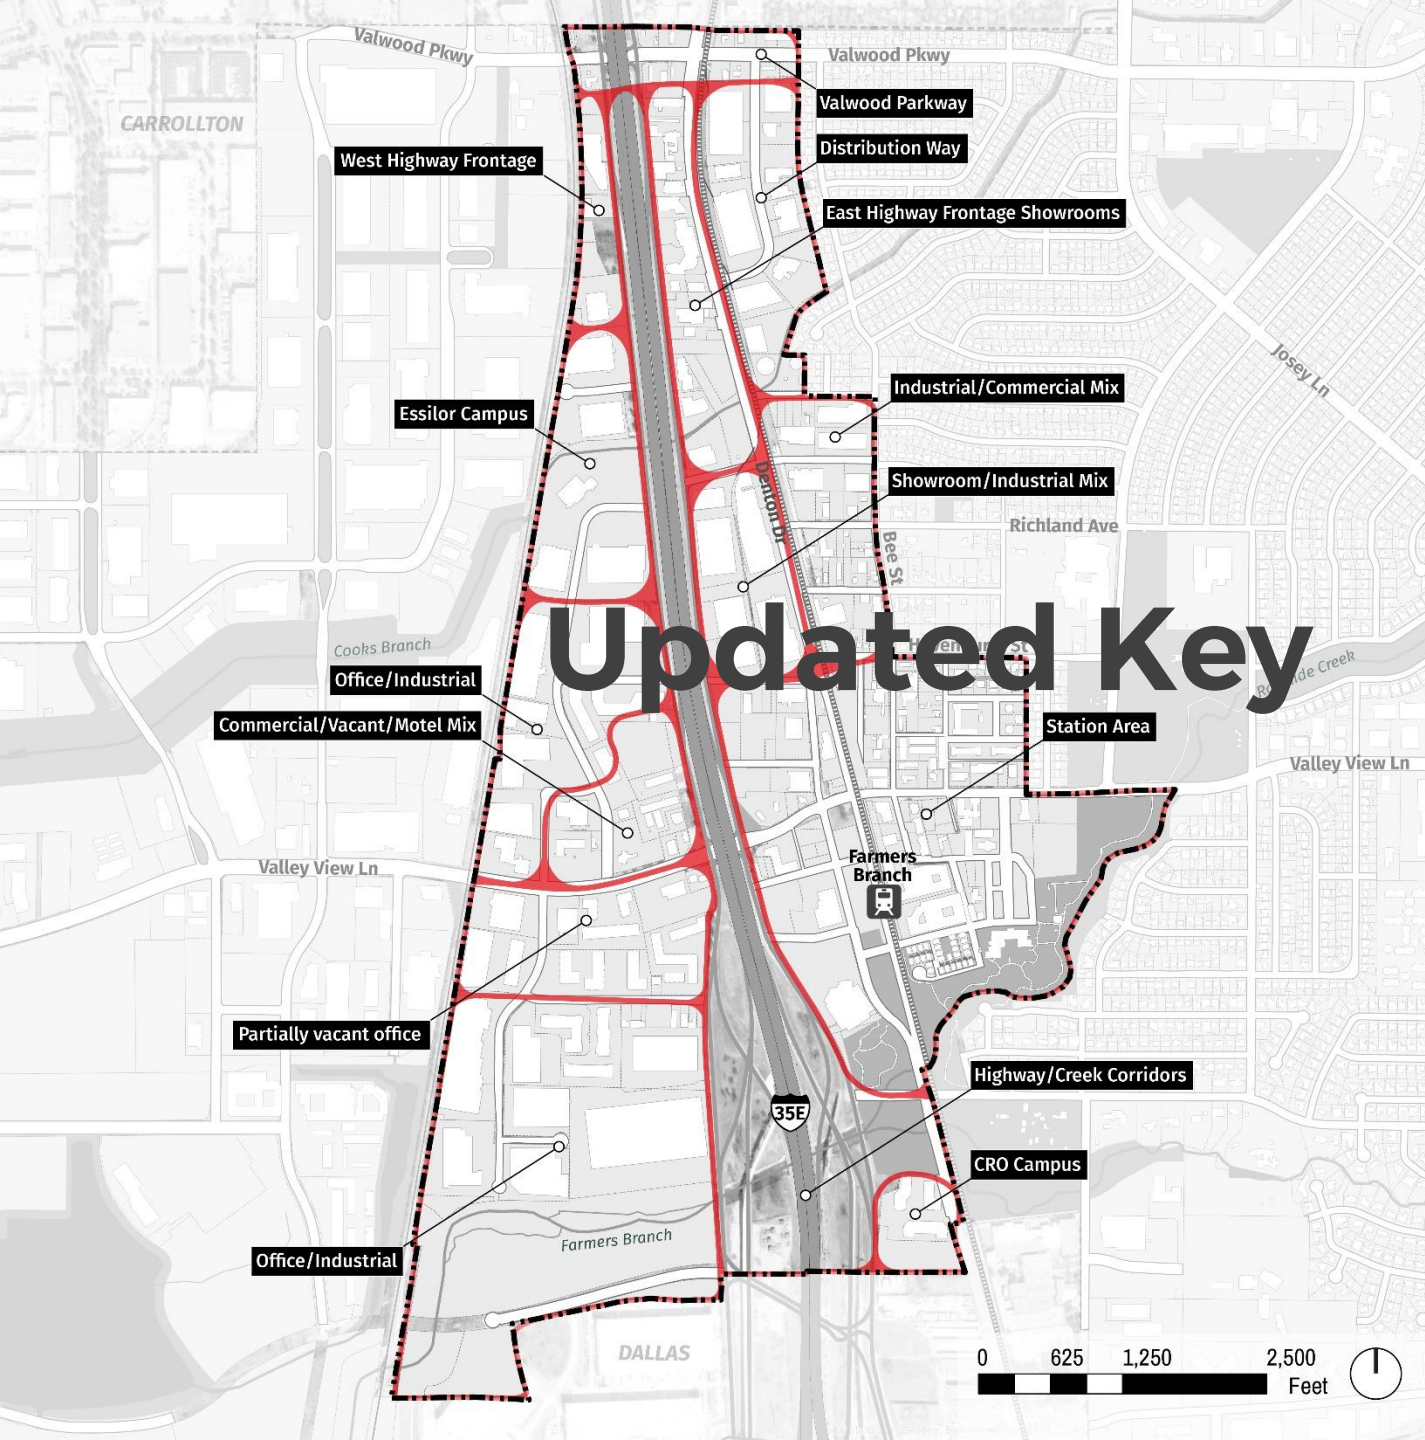 Valwood Pkwy
Valwood Pkwy
Valwood Parkway
CARROLLTON
Distribution Way
West Highway Frontage
East Highway Frontage Showrooms
Josey Ln
Industrial/Commercial Mix
Essilor Campus
Denton Dr
Showroom/Industrial Mix
Richland Ave
Bee St
Updated Key
Cooks Branch
Office/Industrial
Commercial/Vacant/Motel Mix
Station Area
Valley View Ln
Farmers
Branch
Valley View Ln
Partially vacant office
Highway/Creek Corridors
35E
CRO Campus
Farmers Branch
Office/Industrial
DALLAS
0 625 1,250 2,500
Feet